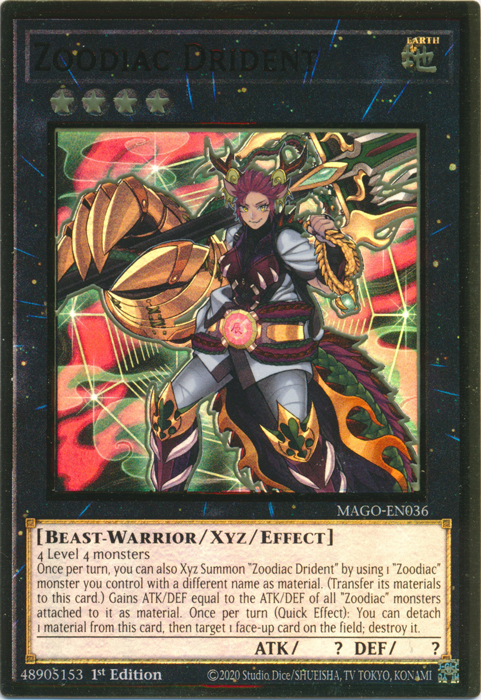 Zoodiac Drident
EARTH
地
MAGO-EN036
[Beast-Warrior/Xyz/Effect]
4 Level 4 monsters
Once per turn, you can also Xyz Summon "Zoodiac Drident" by using 1 "Zoodiac"
monster you control with a different name as material. (Transfer its materials
to this card.) Gains ATK/DEF equal to the ATK/DEF of all "Zoodiac" monsters
attached to it as material. Once per turn (Quick Effect): You can detach
1 material from this card, then target 1 face-up card on the field; destroy it.
ATK/ ? DEF/ ?
48905153 1st Edition ©2020 Studio Dice/SHUEISHA, TV TOKYO, KONAMI